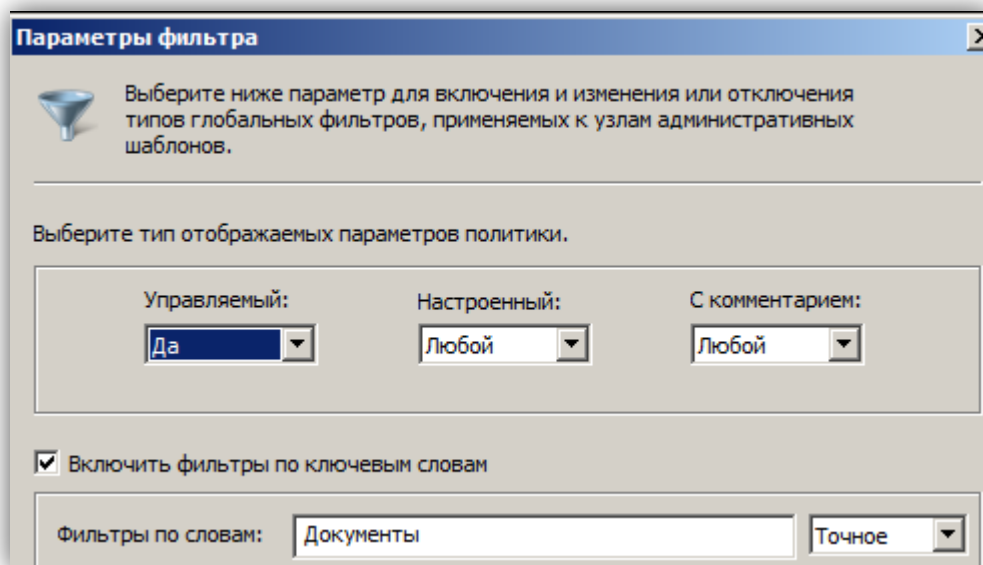 Параметры фильтра
Выберите ниже параметр для включения и изменения или отключения
типов глобальных фильтров, применяемых к узлам административных
шаблонов.
Выберите тип отображаемых параметров политики.
Управляемый: Настроенный: С комментарием:
Да Любой Любой
Включить фильтры по ключевым словам
Фильтры по словам: Документы Точное